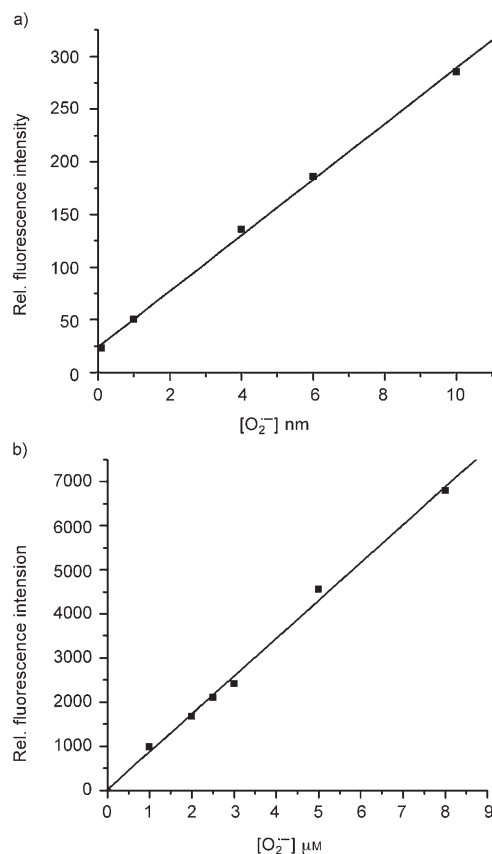 a)
300
250
200
150
100
50
0
0 2 4 6 8 10
Rel. fluorescence intensity
[O₂·⁻] nm
b)
7000
6000
5000
4000
3000
2000
1000
0
0 1 2 3 4 5 6 7 8 9
Rel. fluorescence intension
[O₂·⁻] μM